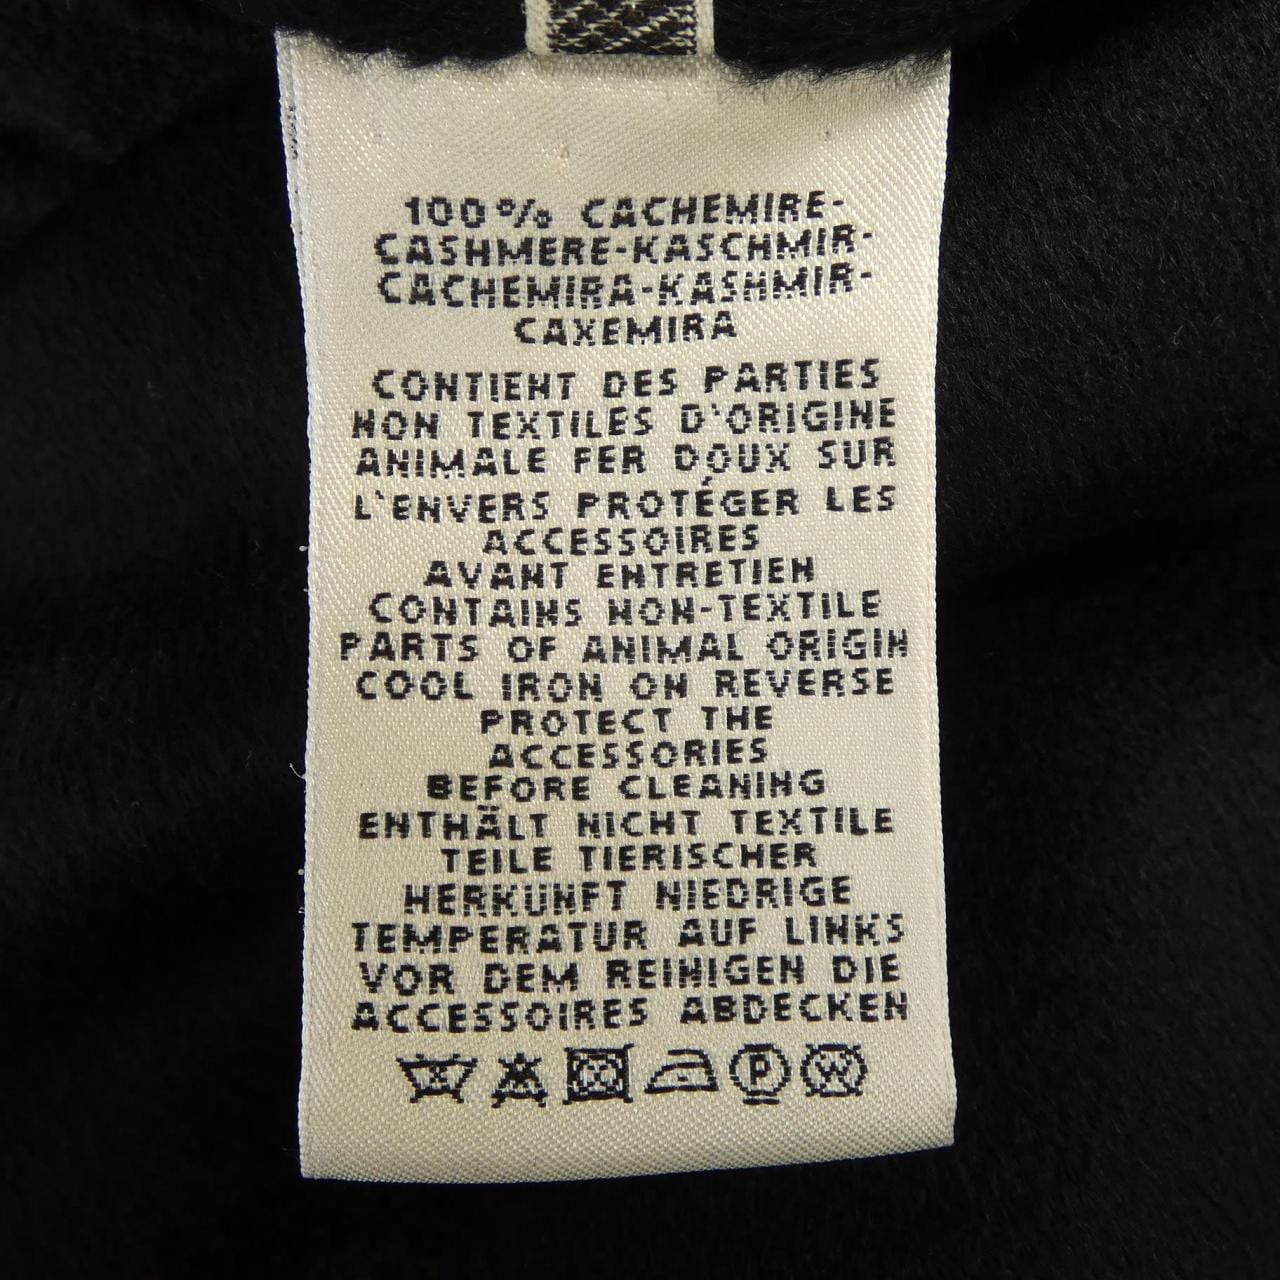 100% CACHEMIRE-
CASHMERE-KASCHMIR-
CACHEMIRA-KASHMIR-
CAXEMIRA
CONTIENT DES PARTIES
NON TEXTILES D'ORIGINE
ANIMALE FER DOUX SUR
L'ENVERS PROTÉGER LES
ACCESSOIRES
AVANT ENTRETIEN
CONTAINS NON-TEXTILE
PARTS OF ANIMAL ORIGIN
COOL IRON ON REVERSE
PROTECT THE
ACCESSORIES
BEFORE CLEANING
ENTHÄLT NICHT TEXTILE
TEILE TIERISCHER
HERKUNFT NIEDRIGE
TEMPERATUR AUF LINKS
VOR DEM REINIGEN DIE
ACCESSOIRES ABDECKEN
P W